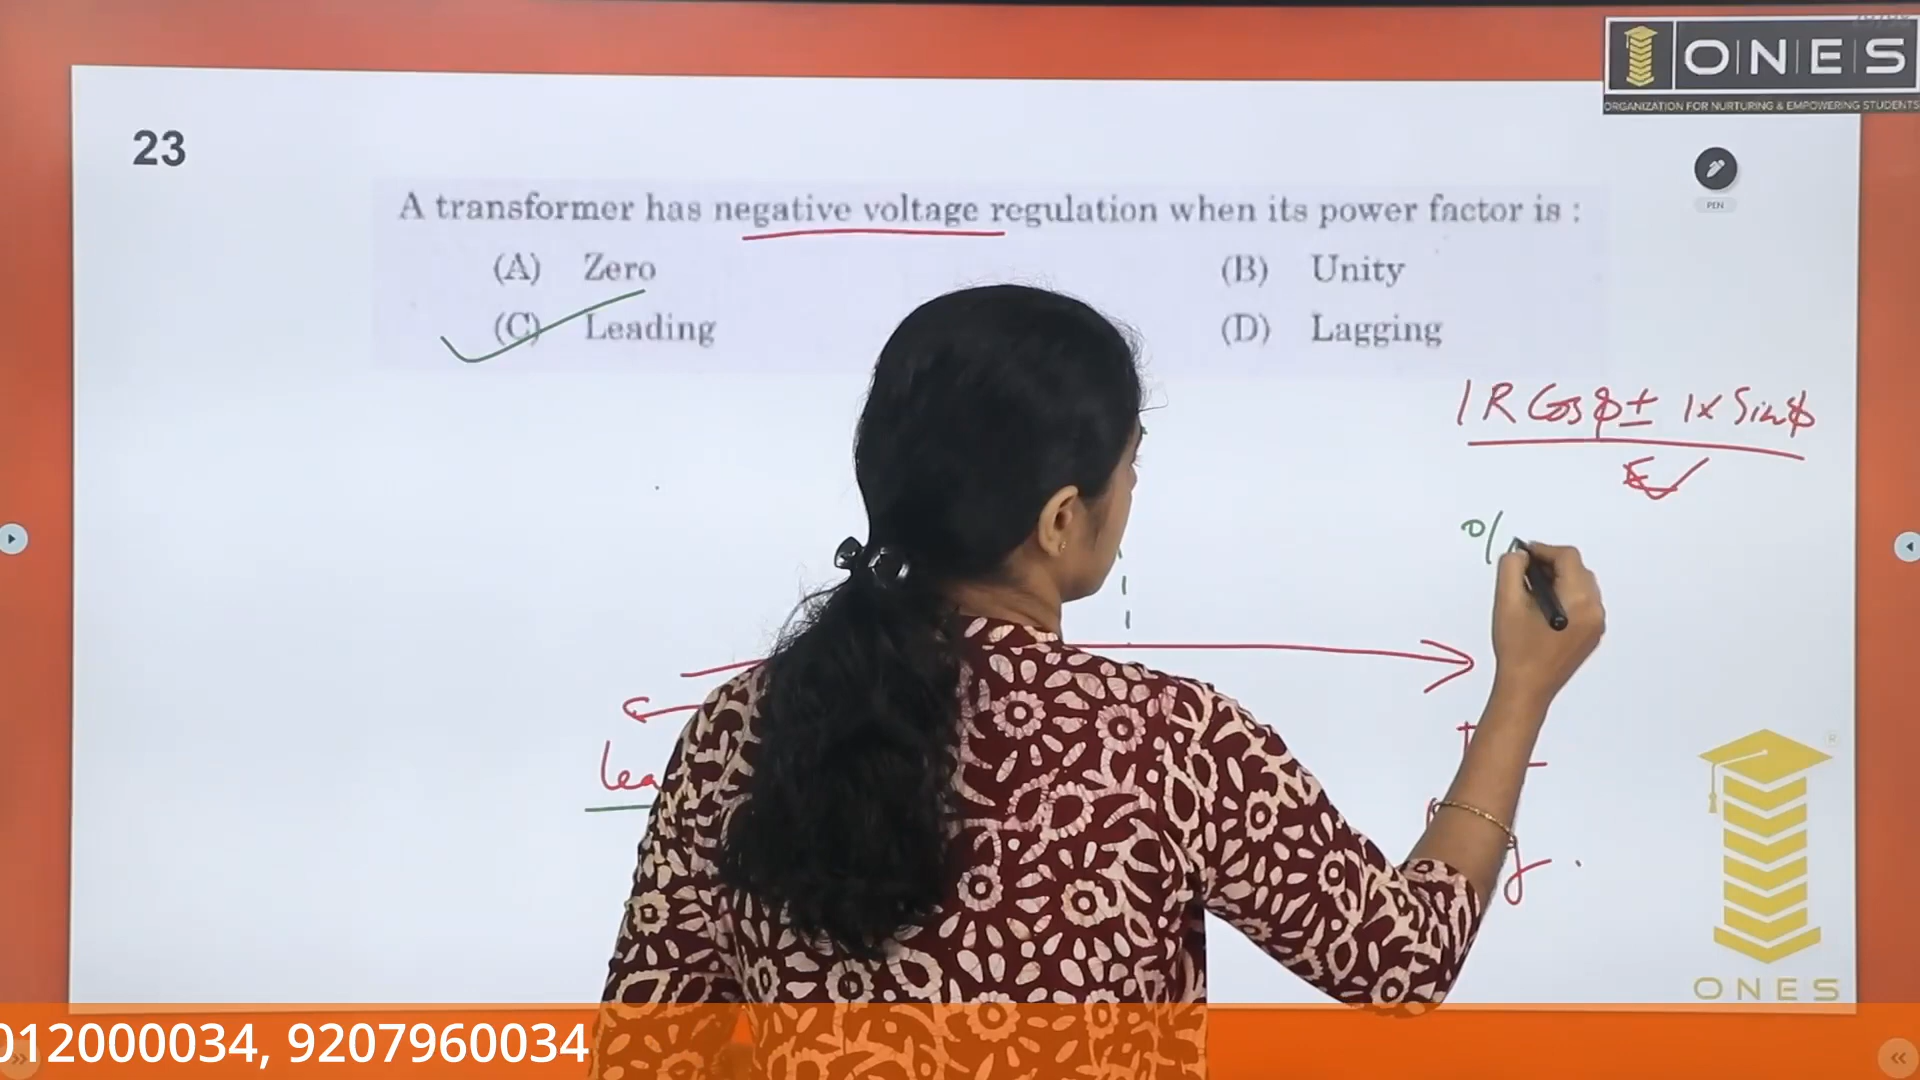 O|N|E|S
ORGANIZATION FOR NURTURING & EMPOWERING STUDENTS
23
PEN
A transformer has negative voltage regulation when its power factor is :
(A) Zero (B) Unity
(C) Leading (D) Lagging
IR Cosϕ ± IX Sinϕ
%
lea
ONES
012000034, 9207960034